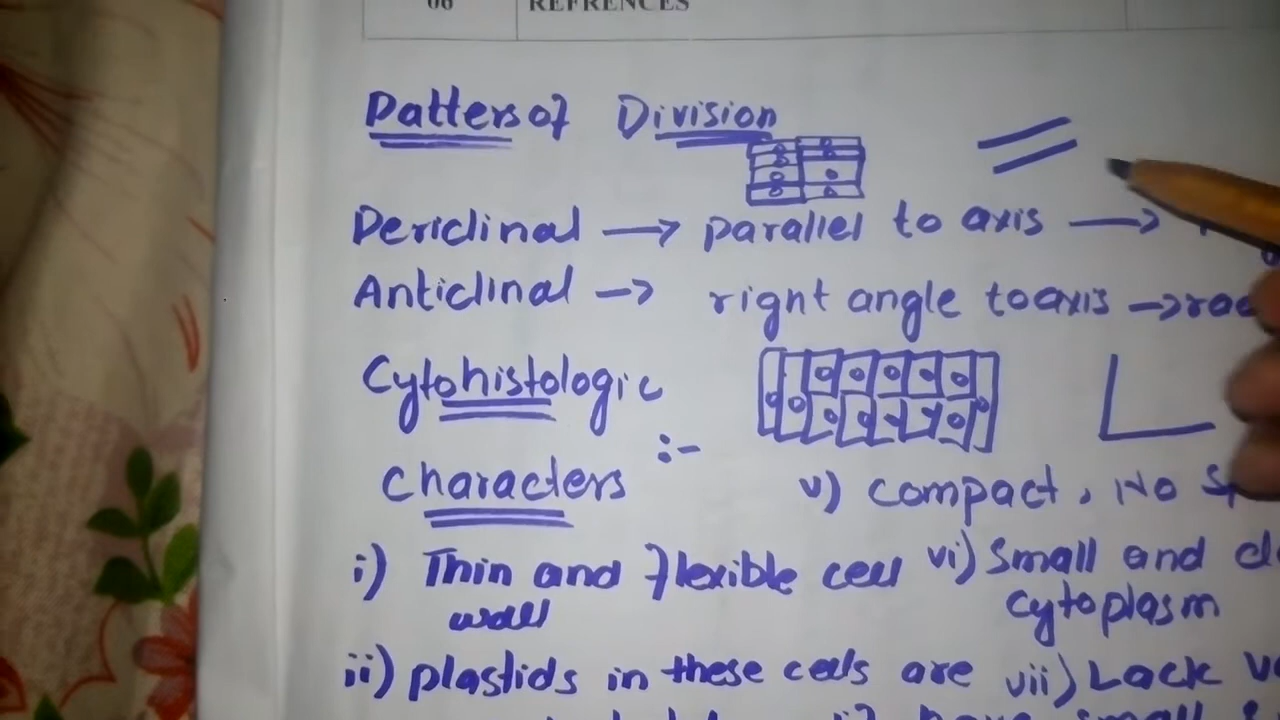 06 REFRENCES
Patters of Division
Periclinal → parallel to axis →
Anticlinal → right angle to axis →
Cytohistologic
characters :-
v) compact, No
i) Thin and flexible cell
wall
vi) Small and
cytoplasm
ii) plastids in these cells are
vii) Lack